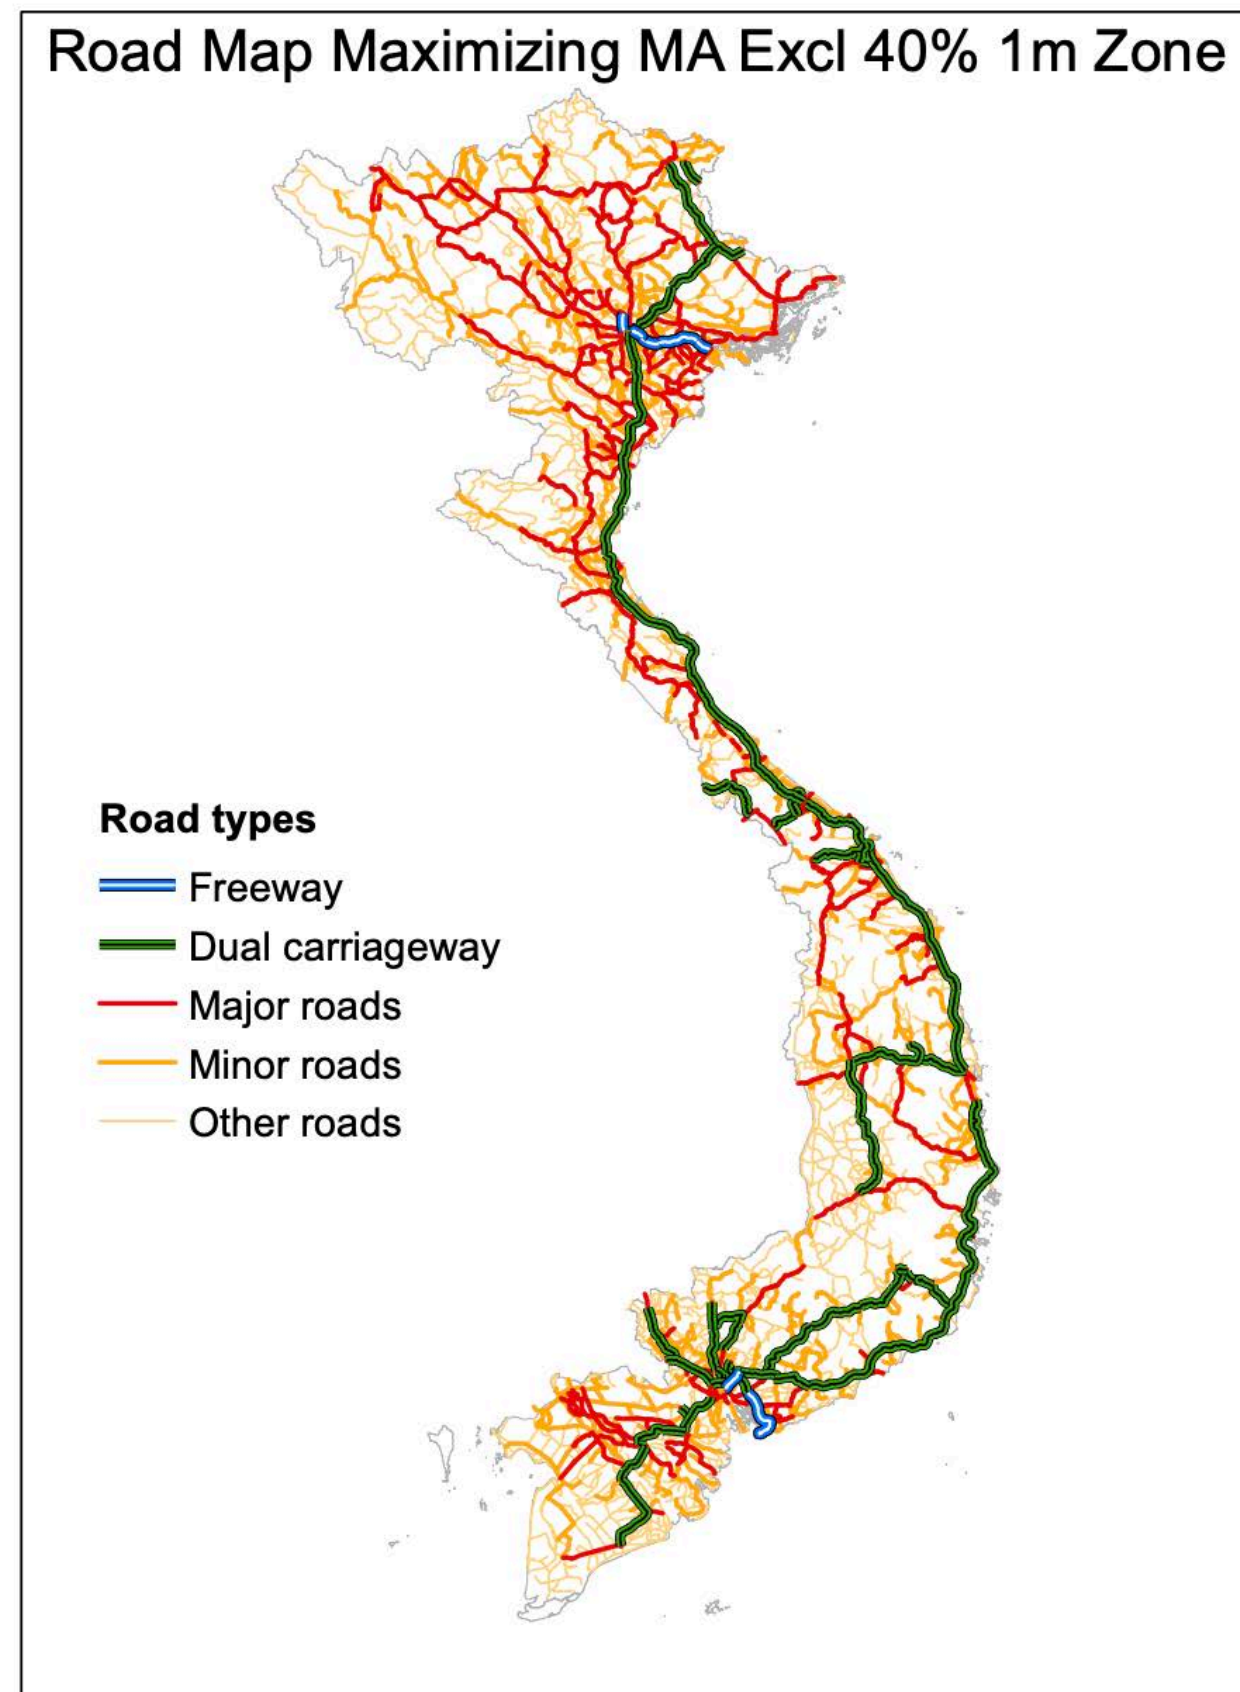 Road Map Maximizing MA Excl 40% 1m Zone
Road types
Freeway
Dual carriageway
Major roads
Minor roads
Other roads